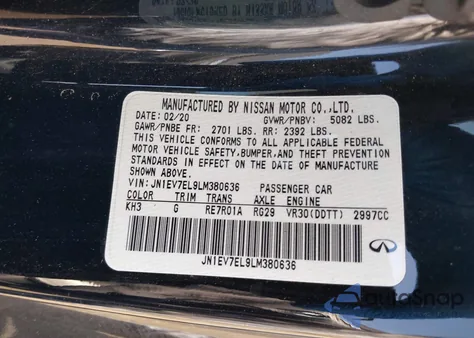 MANUFACTURED BY NISSAN MOTOR CO.,LTD.
DATE: 02/20 GVWR/PNBV: 5082 LBS.
GAWR/PNBE FR: 2701 LBS. RR: 2392 LBS.
THIS VEHICLE CONFORMS TO ALL APPLICABLE FEDERAL
MOTOR VEHICLE SAFETY,BUMPER,AND THEFT PREVENTION
STANDARDS IN EFFECT ON THE DATE OF MANUFACTURE
SHOWN ABOVE.
VIN: JN1EV7EL9LM380636 PASSENGER CAR
COLOR TRIM TRANS AXLE ENGINE
KH3 G RE7R01A RG29 VR30(DDTT) 2997CC
JN1EV7EL9LM380636
INFINITI
AutoSnap